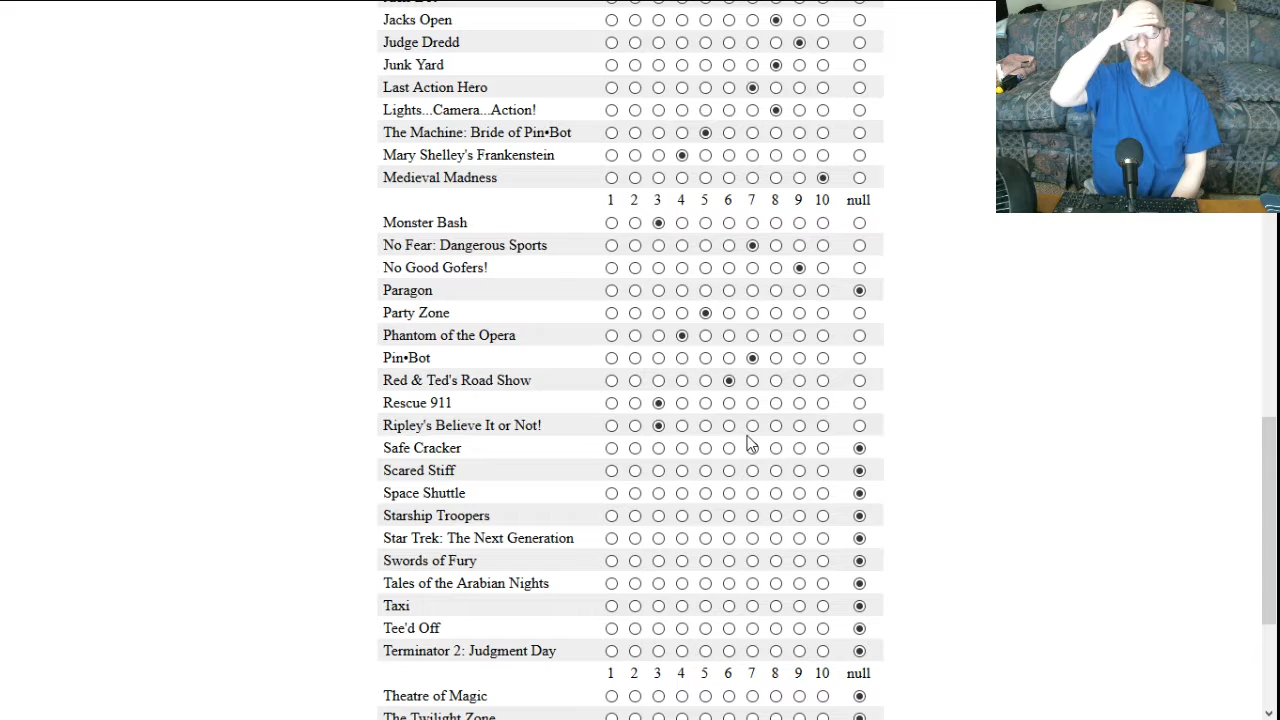 Jacks Open
Judge Dredd
Junk Yard
Last Action Hero
Lights...Camera...Action!
The Machine: Bride of Pin•Bot
Mary Shelley's Frankenstein
Medieval Madness
1 2 3 4 5 6 7 8 9 10 null
Monster Bash
No Fear: Dangerous Sports
No Good Gofers!
Paragon
Party Zone
Phantom of the Opera
Pin•Bot
Red & Ted's Road Show
Rescue 911
Ripley's Believe It or Not!
Safe Cracker
Scared Stiff
Space Shuttle
Starship Troopers
Star Trek: The Next Generation
Swords of Fury
Tales of the Arabian Nights
Taxi
Tee'd Off
Terminator 2: Judgment Day
1 2 3 4 5 6 7 8 9 10 null
Theatre of Magic
The Twilight Zone